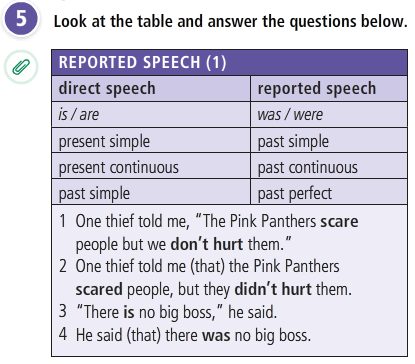 5 Look at the table and answer the questions below.
REPORTED SPEECH (1)
direct speech reported speech
is / are was / were
present simple past simple
present continuous past continuous
past simple past perfect
1 One thief told me, “The Pink Panthers scare
people but we don’t hurt them.”
2 One thief told me (that) the Pink Panthers
scared people, but they didn’t hurt them.
3 “There is no big boss,” he said.
4 He said (that) there was no big boss.